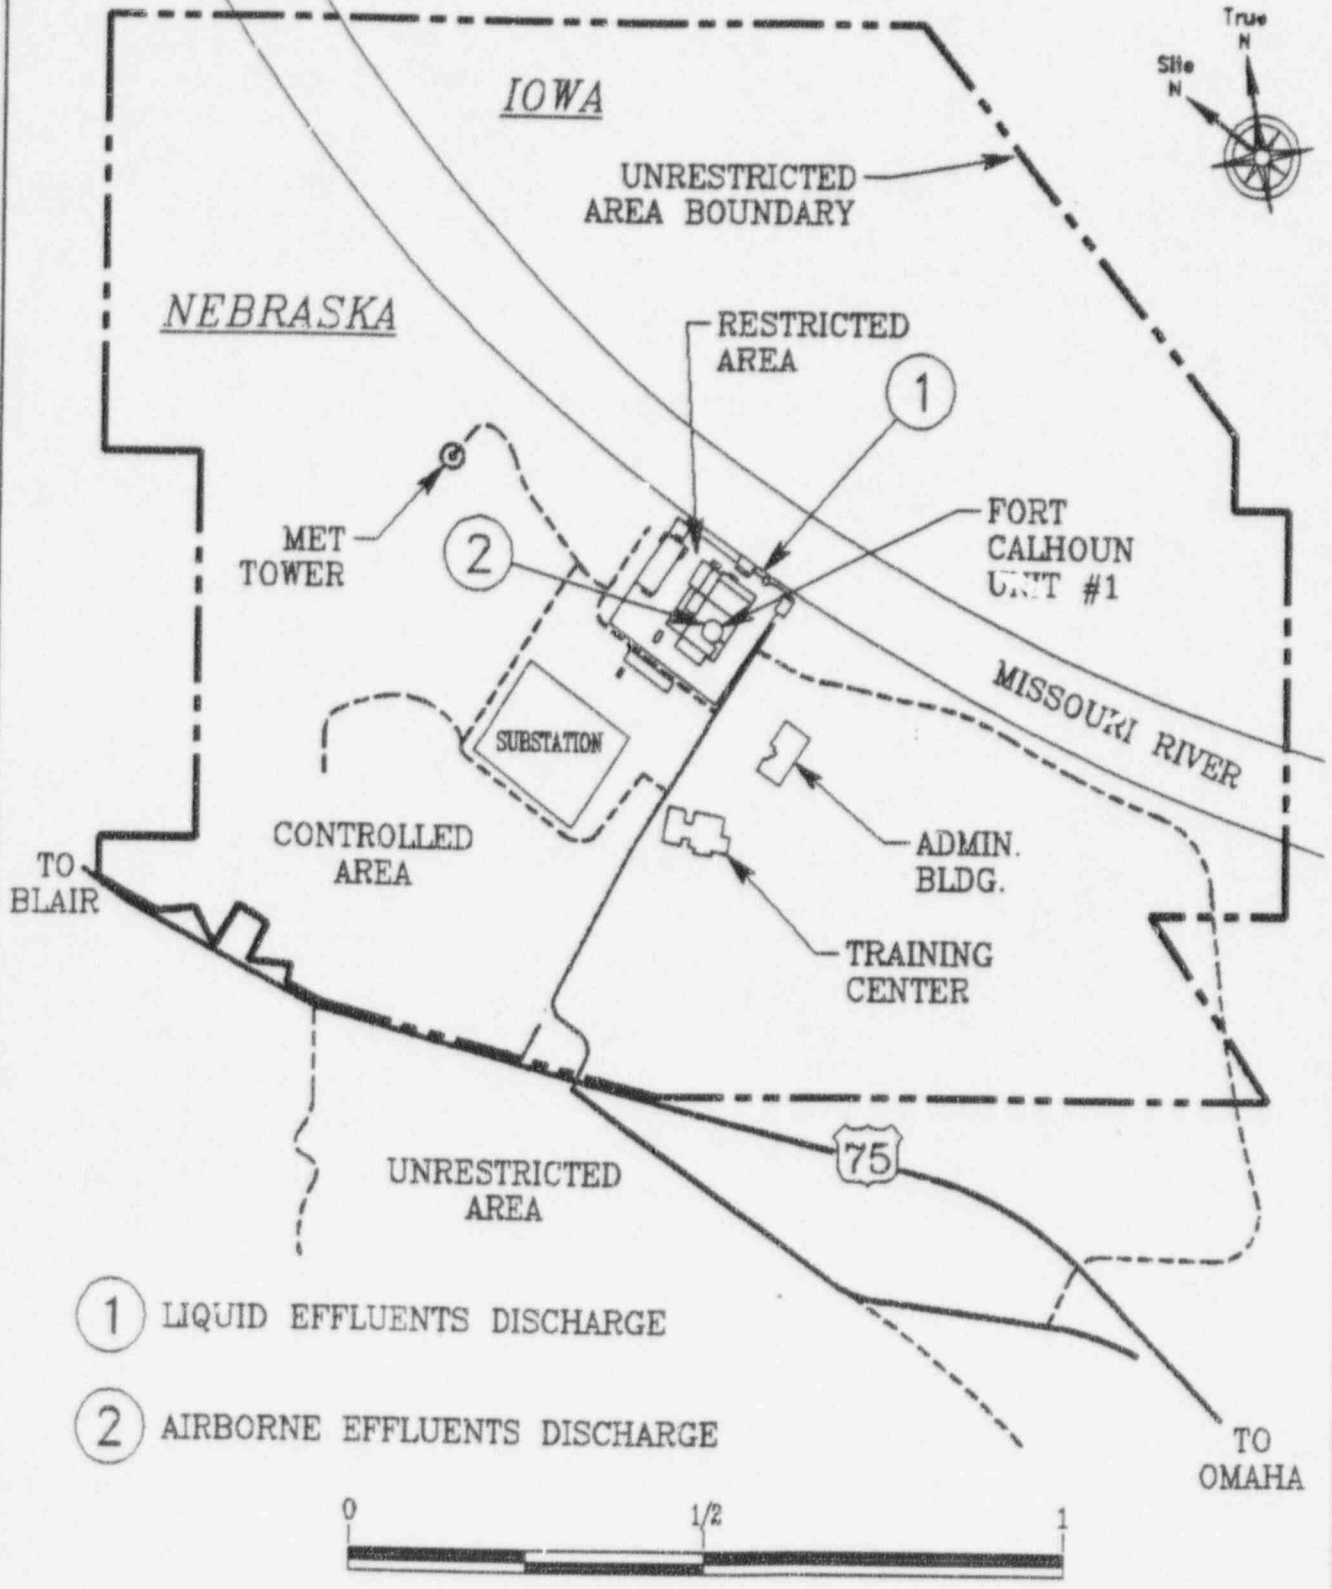 True
N
Site
N
IOWA
UNRESTRICTED
AREA BOUNDARY
NEBRASKA
RESTRICTED
AREA
1
MET
TOWER
2
FORT
CALHOUN
UNIT #1
MISSOURI RIVER
SUBSTATION
CONTROLLED
AREA
ADMIN.
BLDG.
TO
BLAIR
TRAINING
CENTER
75
UNRESTRICTED
AREA
1 LIQUID EFFLUENTS DISCHARGE
2 AIRBORNE EFFLUENTS DISCHARGE
TO
OMAHA
0 1/2 1